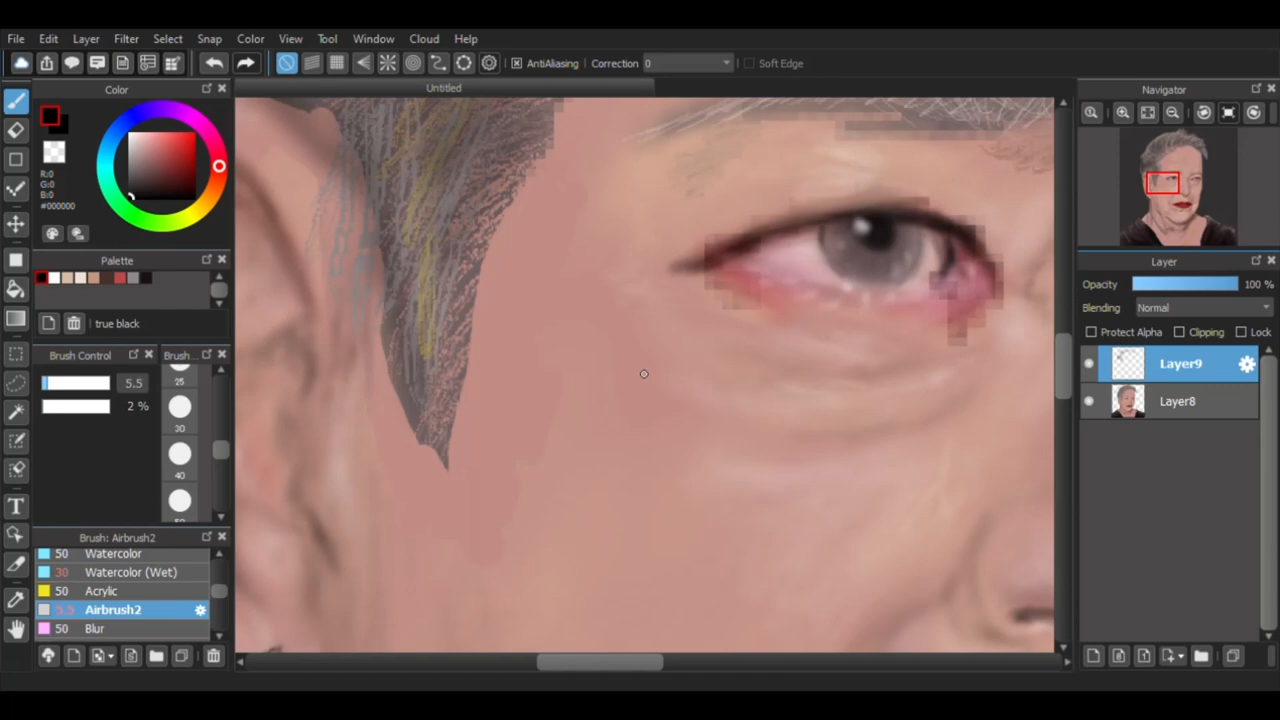 File Edit Layer Filter Select Snap Color View Tool Window Cloud Help
AntiAliasing Correction 0 Soft Edge
Color
Untitled
Navigator
R:0
G:0
B:0
#000000
Palette
true black
Brush Control Brush...
5.5
2 %
25
30
40
Brush: Airbrush2
50 Watercolor
30 Watercolor (Wet)
50 Acrylic
5.5 Airbrush2
50 Blur
Layer
Opacity 100 %
Blending Normal
Protect Alpha Clipping Lock
Layer9
Layer8